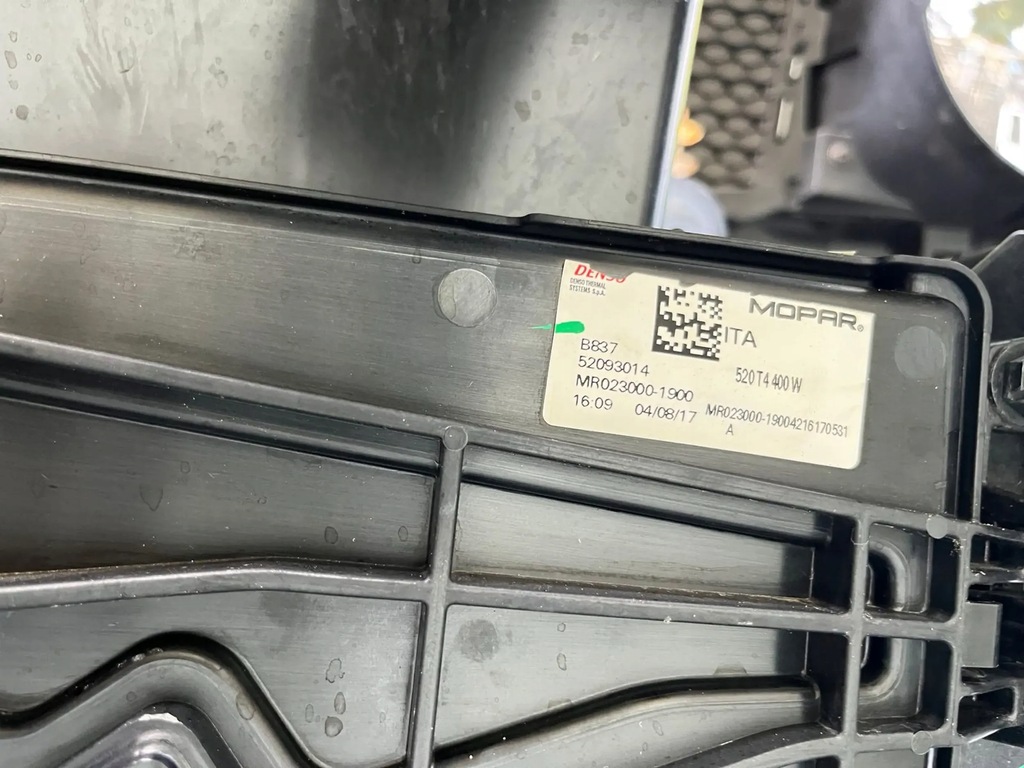 DENSO
DENSO THERMAL
SYSTEMS S.p.A.
MOPAR®
ITA
B837
52093014
520T4400W
MR023000-1900
16:09 04/08/17
MR023000-19004216170531
A